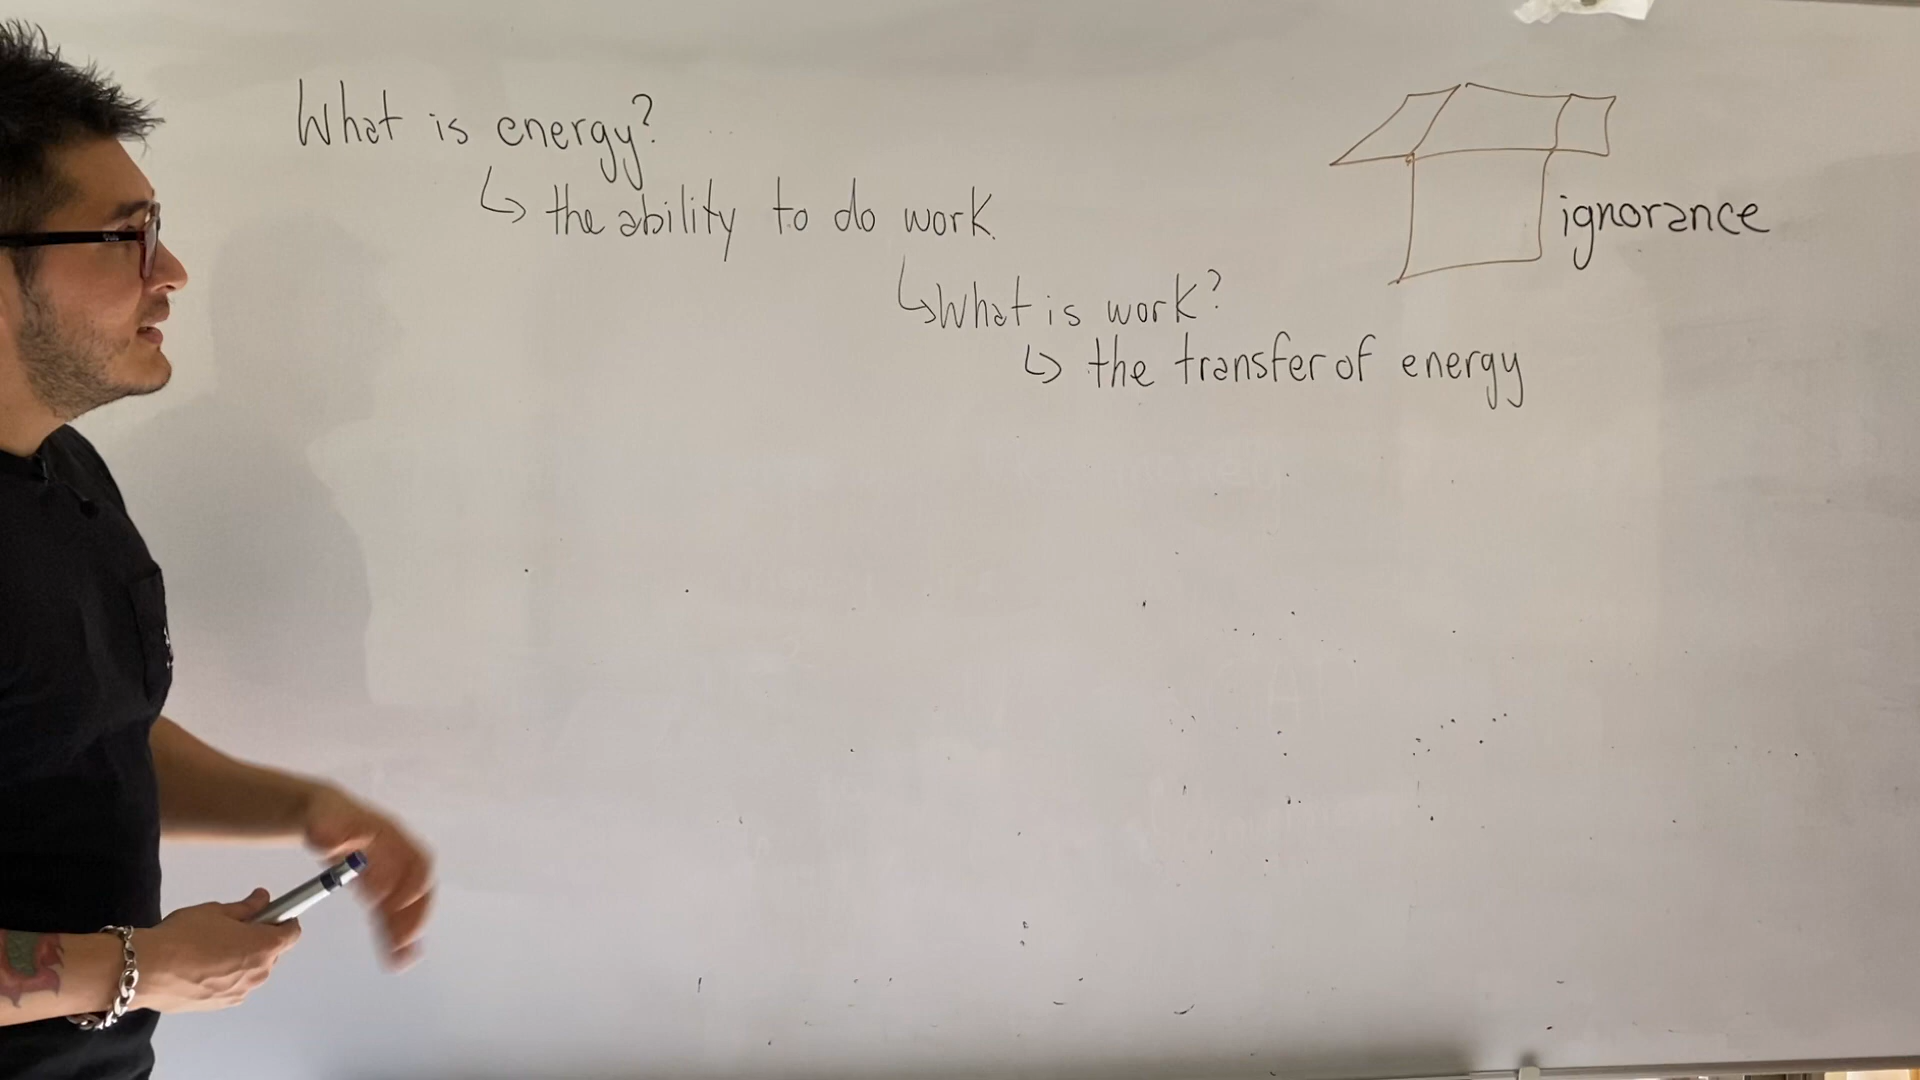 What is energy?
↳ the ability to do work.
ignorance
↳ What is work?
↳ the transfer of energy